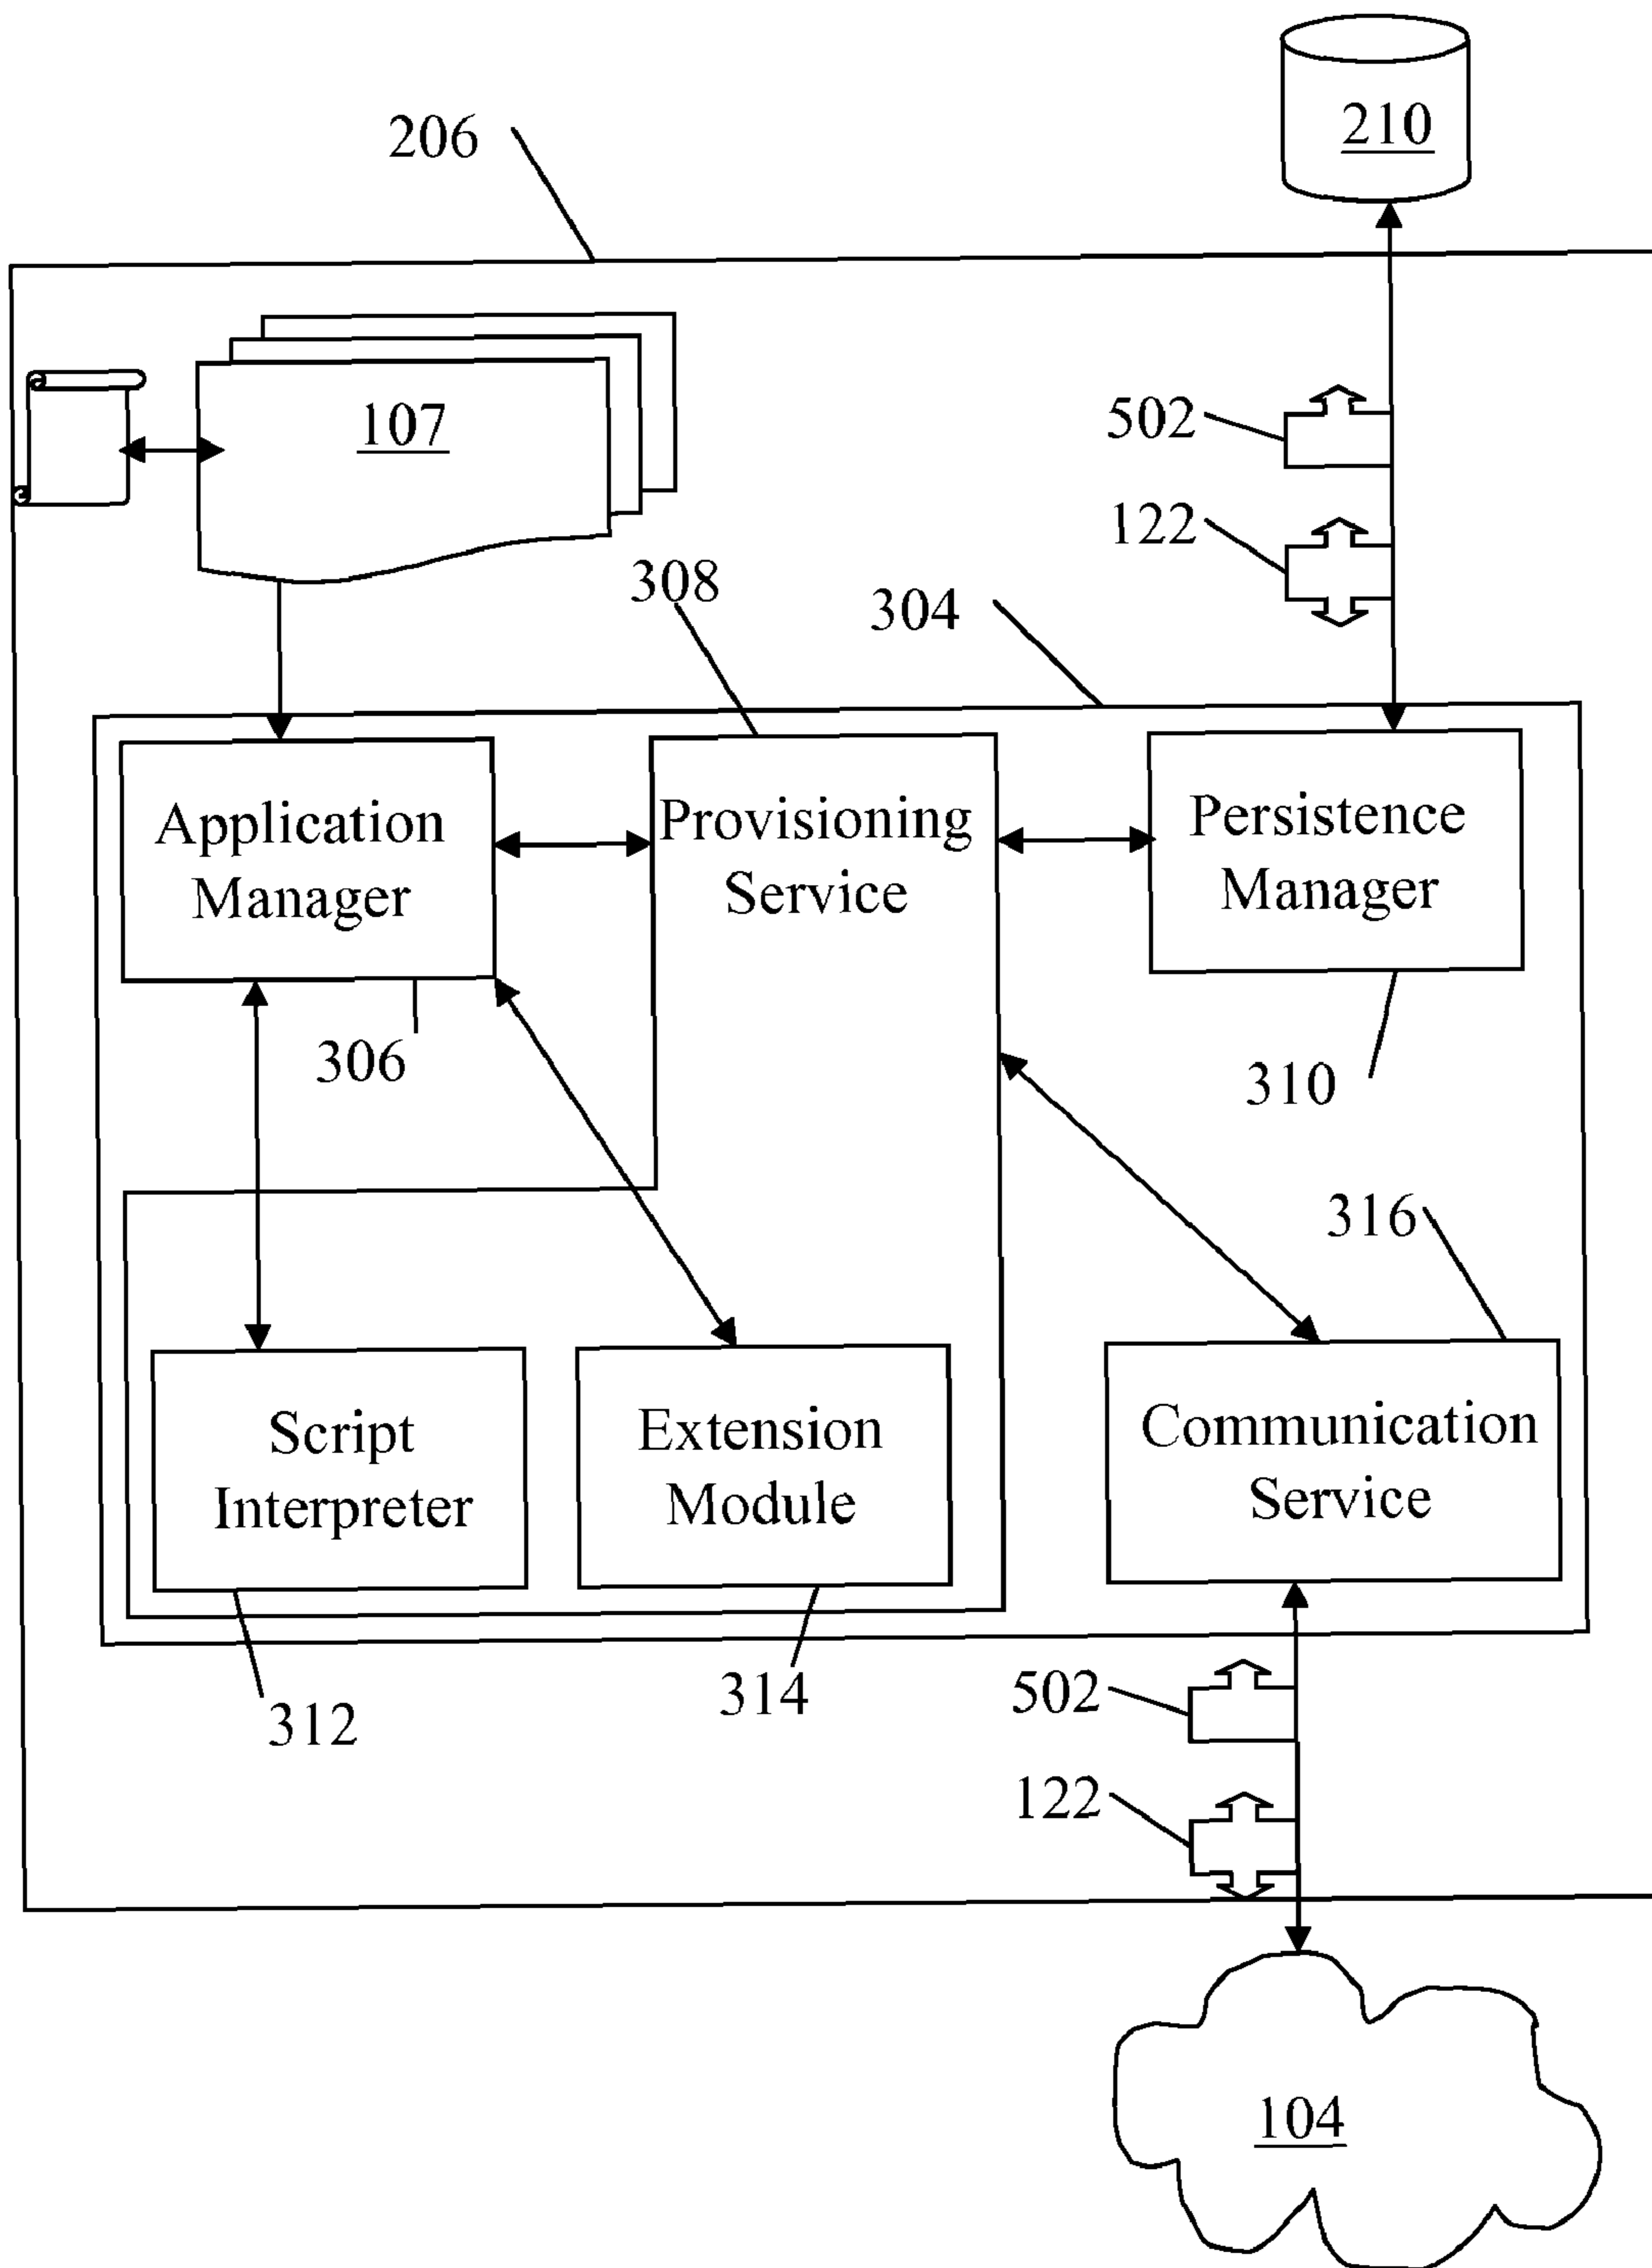 210
206
107
502
122
308
304
Application
Manager
Provisioning
Service
Persistence
Manager
306
310
316
Script
Interpreter
Extension
Module
Communication
Service
312
314
502
122
104